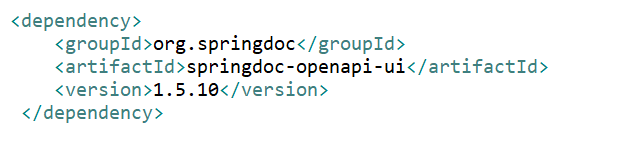 <dependency>
    <groupId>org.springdoc</groupId>
    <artifactId>springdoc-openapi-ui</artifactId>
    <version>1.5.10</version>
 </dependency>